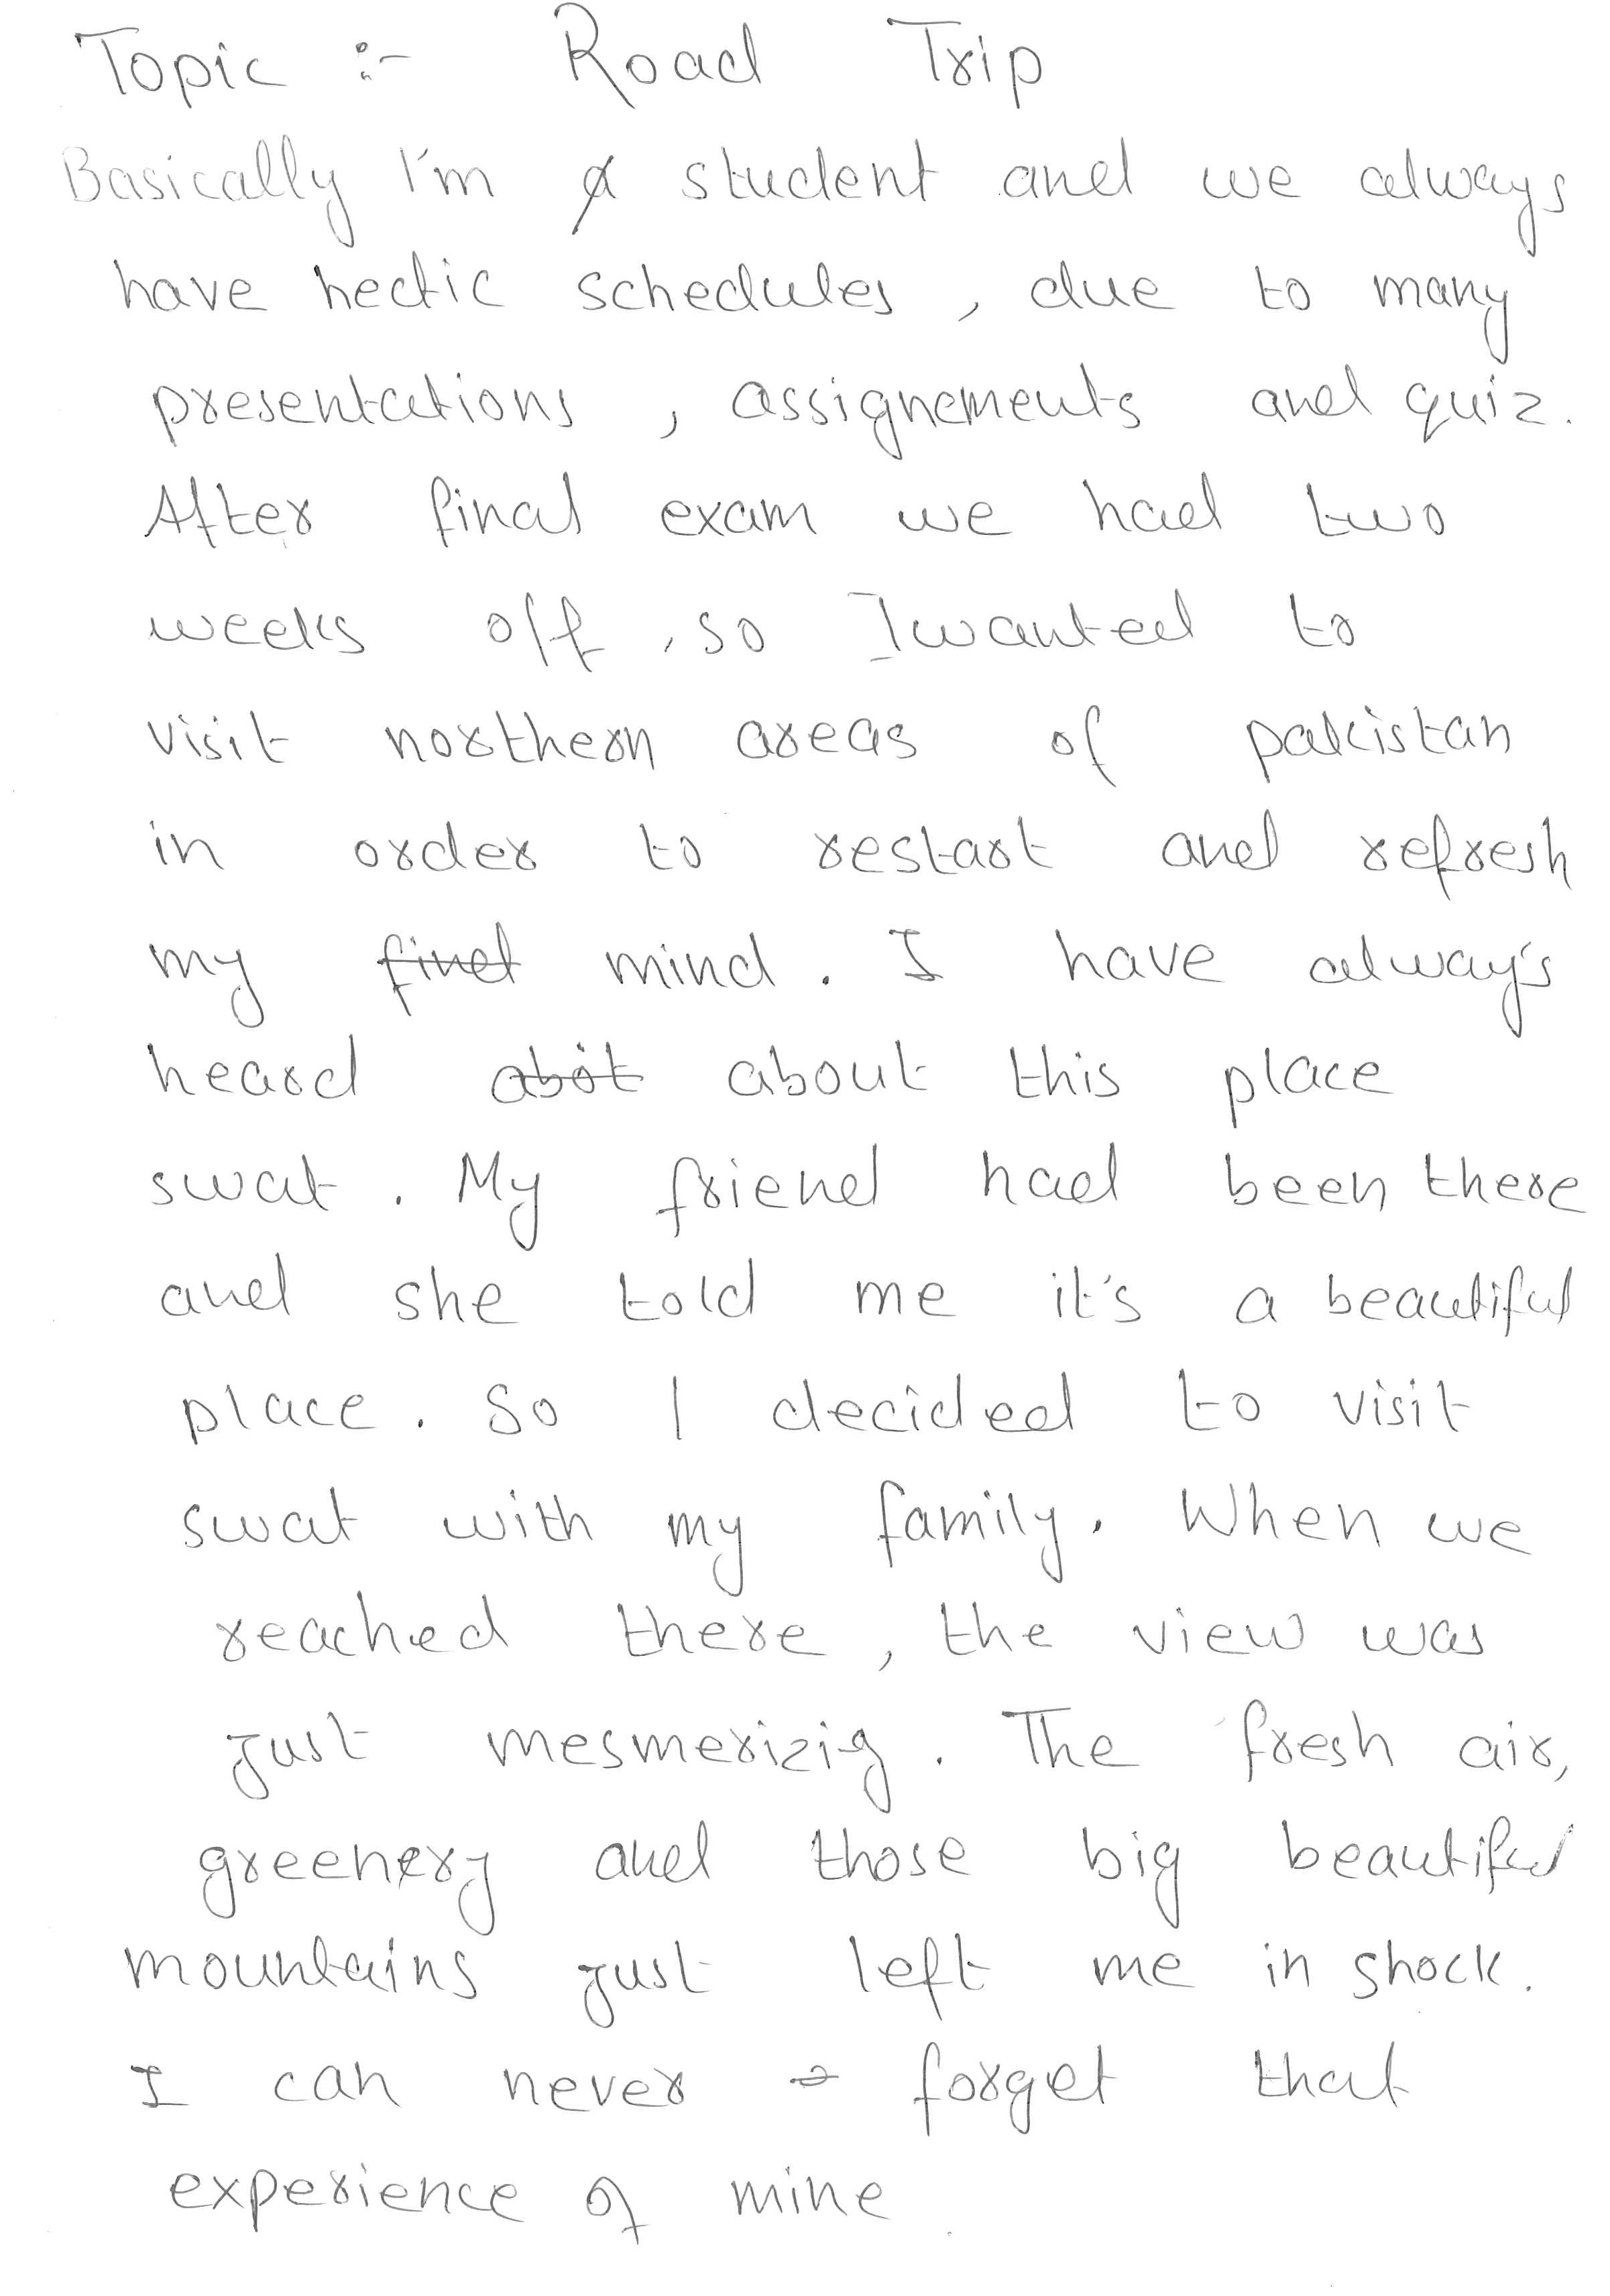 Topic :- Road Trip
Basically I'm a student and we always
have hectic schedules, due to many
presentations, assignements and quiz.
After final exam we had two
weeks off, so I wanted to
visit northern areas of pakistan
in order to restart and refresh
my finel mind. I have always
heard abot about this place
swat. My friend had been there
and she told me it's a beautiful
place. So I decided to visit
swat with my family. When we
reached there, the view was
just mesmerizig. The fresh air,
greenery and those big beautiful
mountains just left me in shock.
I can never forget that
experience of mine.